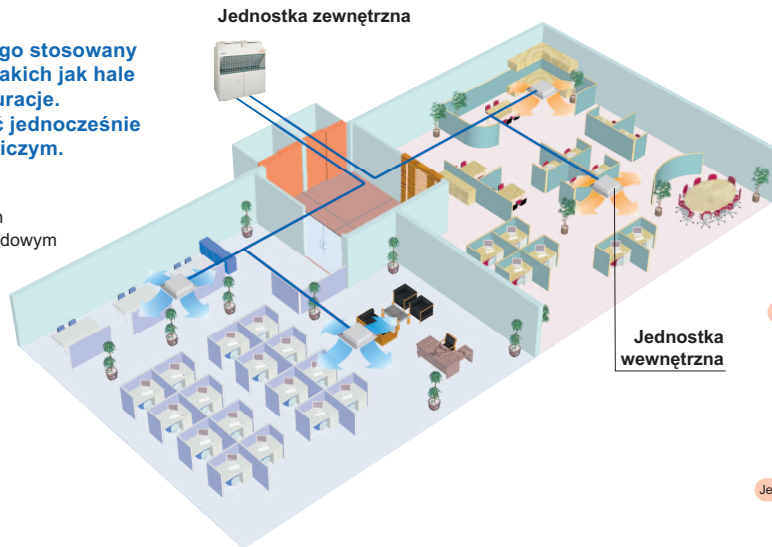 Jednostka zewnętrzna
go stosowany
akich jak hale
uracje.
ć jednocześnie
iczym.
dowym
Jednostka
wewnętrzna
Je